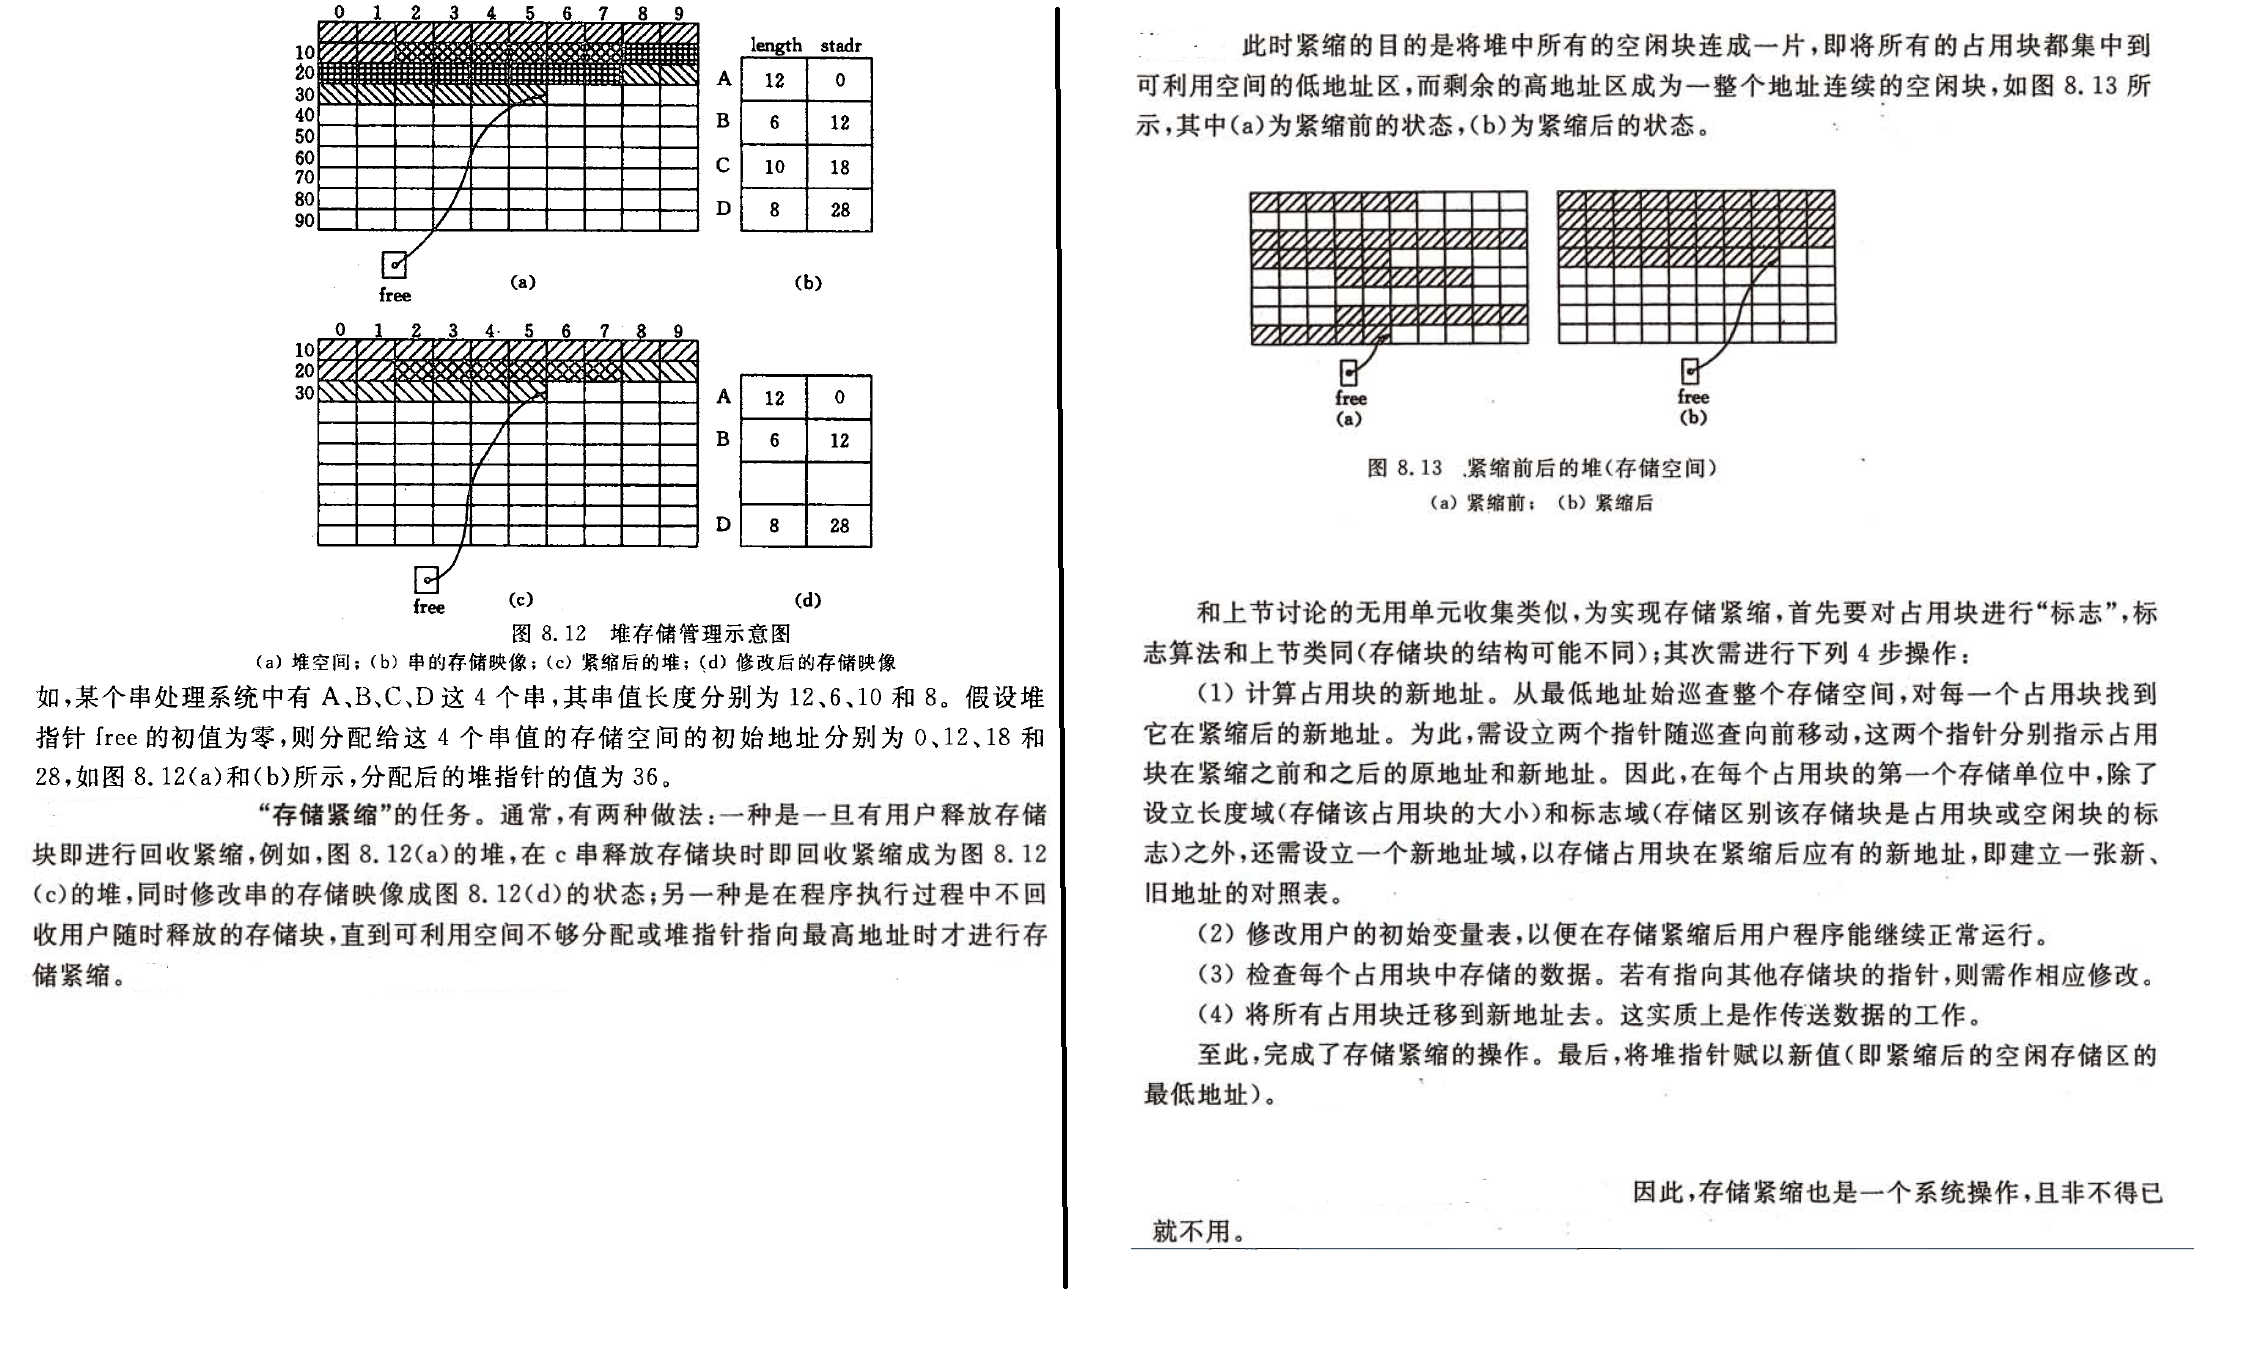 0 1 2 3 4 5 6 7 8 9
10
20
30
40
50
60
70
80
90
length stadr
A 12 0
B 6 12
C 10 18
D 8 28
free
(a) (b)
0 1 2 3 4 5 6 7 8 9
10
20
30
A 12 0
B 6 12
D 8 28
free
(c) (d)
图 8.12 堆存储管理示意图
(a) 堆空间; (b) 串的存储映像; (c) 紧缩后的堆; (d) 修改后的存储映像
如,某个串处理系统中有 A、B、C、D 这 4 个串,其串值长度分别为 12、6、10 和 8。假设堆
指针 free 的初值为零,则分配给这 4 个串值的存储空间的初始地址分别为 0、12、18 和
28,如图 8.12(a)和(b)所示,分配后的堆指针的值为 36。
“存储紧缩”的任务。通常,有两种做法:一种是一旦有用户释放存储
块即进行回收紧缩,例如,图 8.12(a)的堆,在 c 串释放存储块时即回收紧缩成为图 8.12
(c)的堆,同时修改串的存储映像成图 8.12(d)的状态;另一种是在程序执行过程中不回
收用户随时释放的存储块,直到可利用空间不够分配或堆指针指向最高地址时才进行存
储紧缩。
此时紧缩的目的是将堆中所有的空闲块连成一片,即将所有的占用块都集中到
可利用空间的低地址区,而剩余的高地址区成为一整个地址连续的空闲块,如图 8.13 所
示,其中(a)为紧缩前的状态,(b)为紧缩后的状态。
free free
(a) (b)
图 8.13 紧缩前后的堆(存储空间)
(a) 紧缩前; (b) 紧缩后
和上节讨论的无用单元收集类似,为实现存储紧缩,首先要对占用块进行“标志”,标
志算法和上节类同(存储块的结构可能不同);其次需进行下列 4 步操作:
(1) 计算占用块的新地址。从最低地址始巡查整个存储空间,对每一个占用块找到
它在紧缩后的新地址。为此,需设立两个指针随巡查向前移动,这两个指针分别指示占用
块在紧缩之前和之后的原地址和新地址。因此,在每个占用块的第一个存储单位中,除了
设立长度域(存储该占用块的大小)和标志域(存储区别该存储块是占用块或空闲块的标
志)之外,还需设立一个新地址域,以存储占用块在紧缩后应有的新地址,即建立一张新、
旧地址的对照表。
(2) 修改用户的初始变量表,以便在存储紧缩后用户程序能继续正常运行。
(3) 检查每个占用块中存储的数据。若有指向其他存储块的指针,则需作相应修改。
(4) 将所有占用块迁移到新地址去。这实质上是作传送数据的工作。
至此,完成了存储紧缩的操作。最后,将堆指针赋以新值(即紧缩后的空闲存储区的
最低地址)。
因此,存储紧缩也是一个系统操作,且非不得已
就不用。